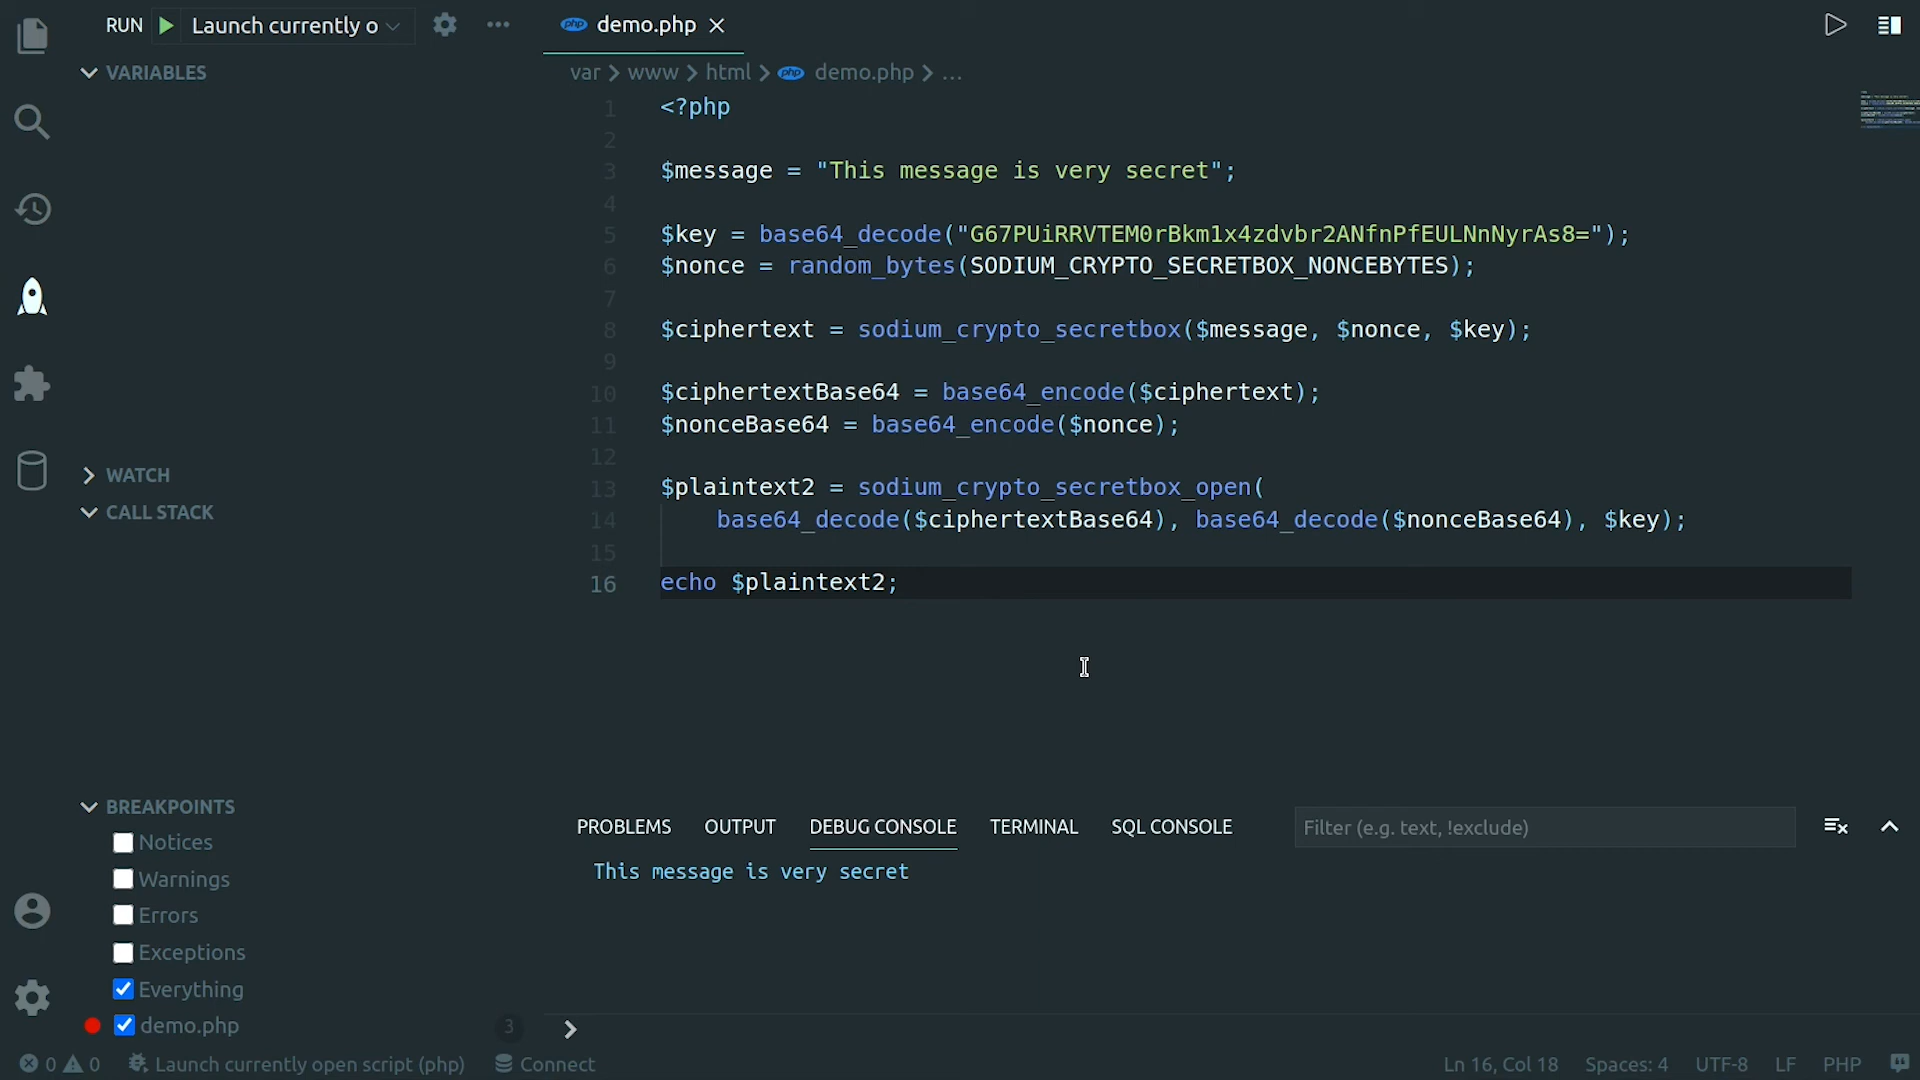 RUN Launch currently o ...
VARIABLES
WATCH
CALL STACK
BREAKPOINTS
Notices
Warnings
Errors
Exceptions
Everything
demo.php 3
php demo.php
var > www > html > php demo.php > ...
1 <?php
2
3 $message = "This message is very secret";
4
5 $key = base64_decode("G67PUiRRVTEM0rBkm1x4zdvbr2ANfnPfEULNnNyrAs8=");
6 $nonce = random_bytes(SODIUM_CRYPTO_SECRETBOX_NONCEBYTES);
7
8 $ciphertext = sodium_crypto_secretbox($message, $nonce, $key);
9
10 $ciphertextBase64 = base64_encode($ciphertext);
11 $nonceBase64 = base64_encode($nonce);
12
13 $plaintext2 = sodium_crypto_secretbox_open(
14 base64_decode($ciphertextBase64), base64_decode($nonceBase64), $key);
15
16 echo $plaintext2;
PROBLEMS OUTPUT DEBUG CONSOLE TERMINAL SQL CONSOLE Filter (e.g. text, !exclude)
This message is very secret
>
0 0 Launch currently open script (php) Connect Ln 16, Col 18 Spaces: 4 UTF-8 LF PHP